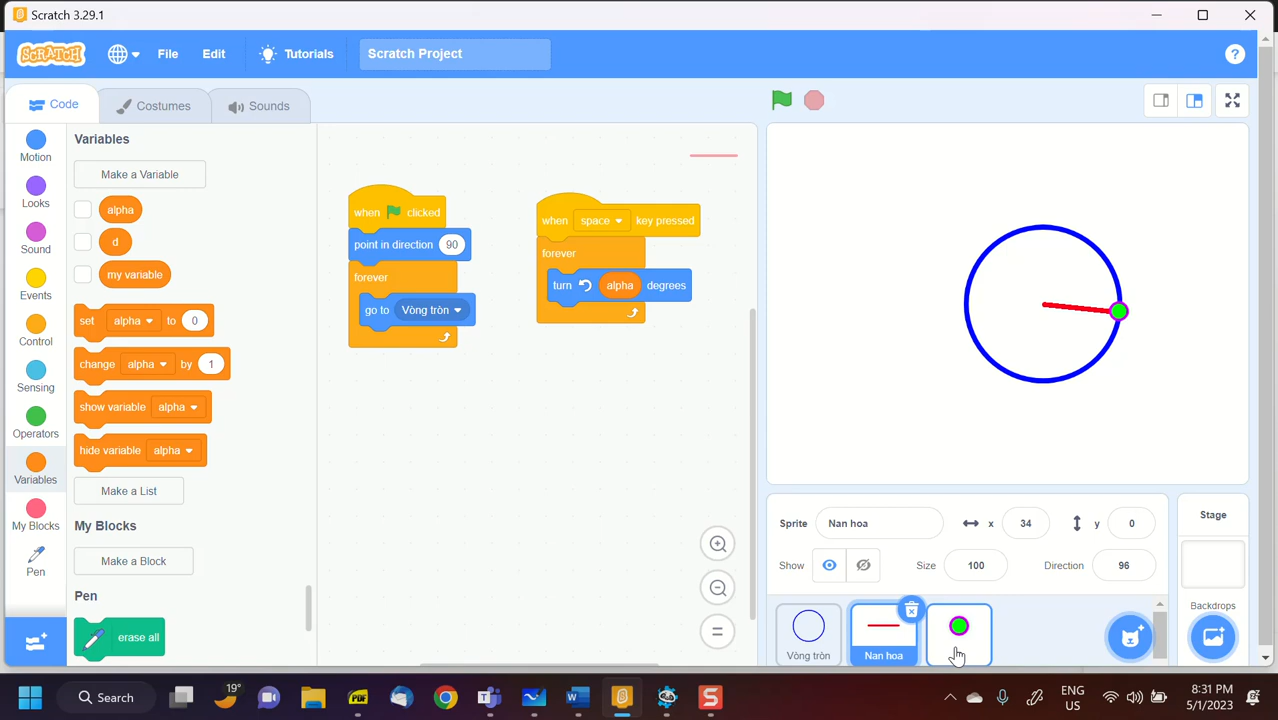 Scratch 3.29.1
SCRATCH
File
Edit
Tutorials
Scratch Project
?
Code
Costumes
Sounds
Motion
Looks
Sound
Events
Control
Sensing
Operators
Variables
My Blocks
Pen
Variables
Make a Variable
alpha
d
my variable
set alpha to 0
change alpha by 1
show variable alpha
hide variable alpha
Make a List
My Blocks
Make a Block
Pen
erase all
when clicked
point in direction 90
forever
go to Vòng tròn
when space key pressed
forever
turn alpha degrees
Sprite Nan hoa x 34 y 0
Show Size 100 Direction 96
Vòng tròn
Nan hoa
Stage
Backdrops
Search
19°
PDF
ENG
US
8:31 PM
5/1/2023